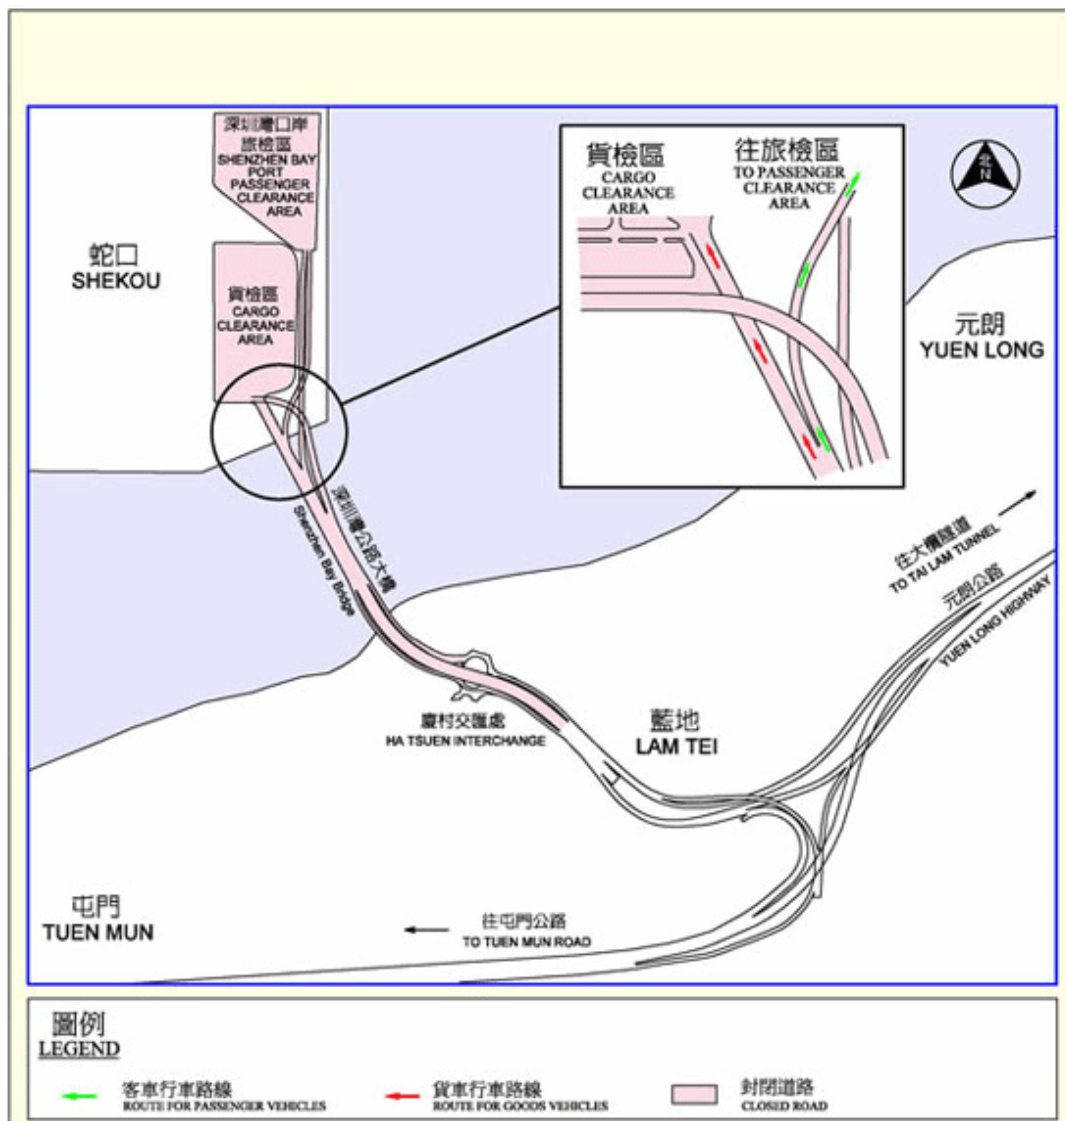 深圳灣口岸
旅檢區
SHENZHEN BAY
PORT
PASSENGER
CLEARANCE
AREA
蛇口
SHEKOU
貨檢區
CARGO
CLEARANCE
AREA
貨檢區
CARGO
CLEARANCE
AREA
往旅檢區
TO PASSENGER
CLEARANCE
AREA
北
N
元朗
YUEN LONG
深圳灣公路大橋
Shenzhen Bay Bridge
往大欖隧道
TO TAI LAM TUNNEL
元朗公路
YUEN LONG HIGHWAY
廈村交匯處
HA TSUEN INTERCHANGE
藍地
LAM TEI
屯門
TUEN MUN
往屯門公路
TO TUEN MUN ROAD
圖例
LEGEND
客車行車路線
ROUTE FOR PASSENGER VEHICLES
貨車行車路線
ROUTE FOR GOODS VEHICLES
封閉道路
CLOSED ROAD